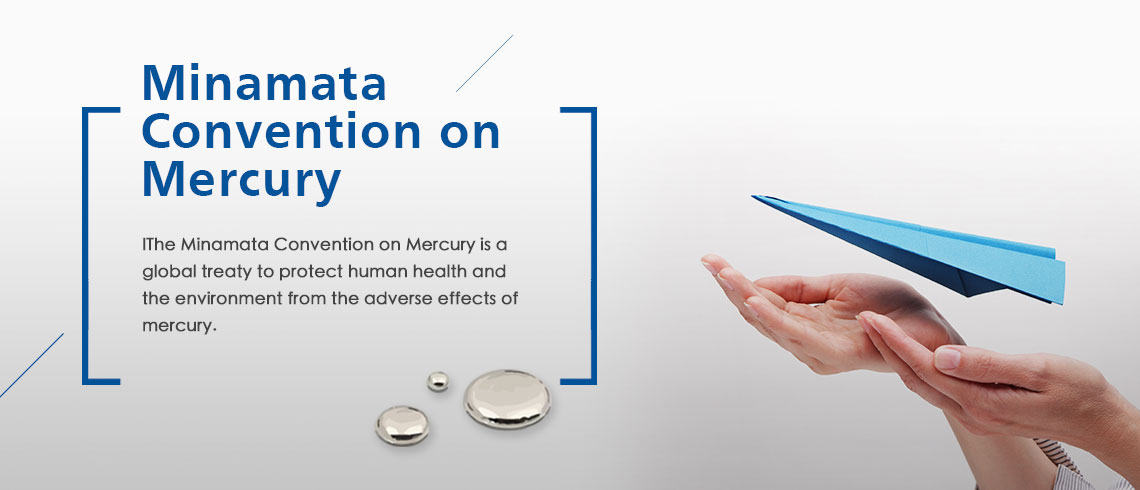 Minamata
Convention on
Mercury
IThe Minamata Convention on Mercury is a
global treaty to protect human health and
the environment from the adverse effects of
mercury.